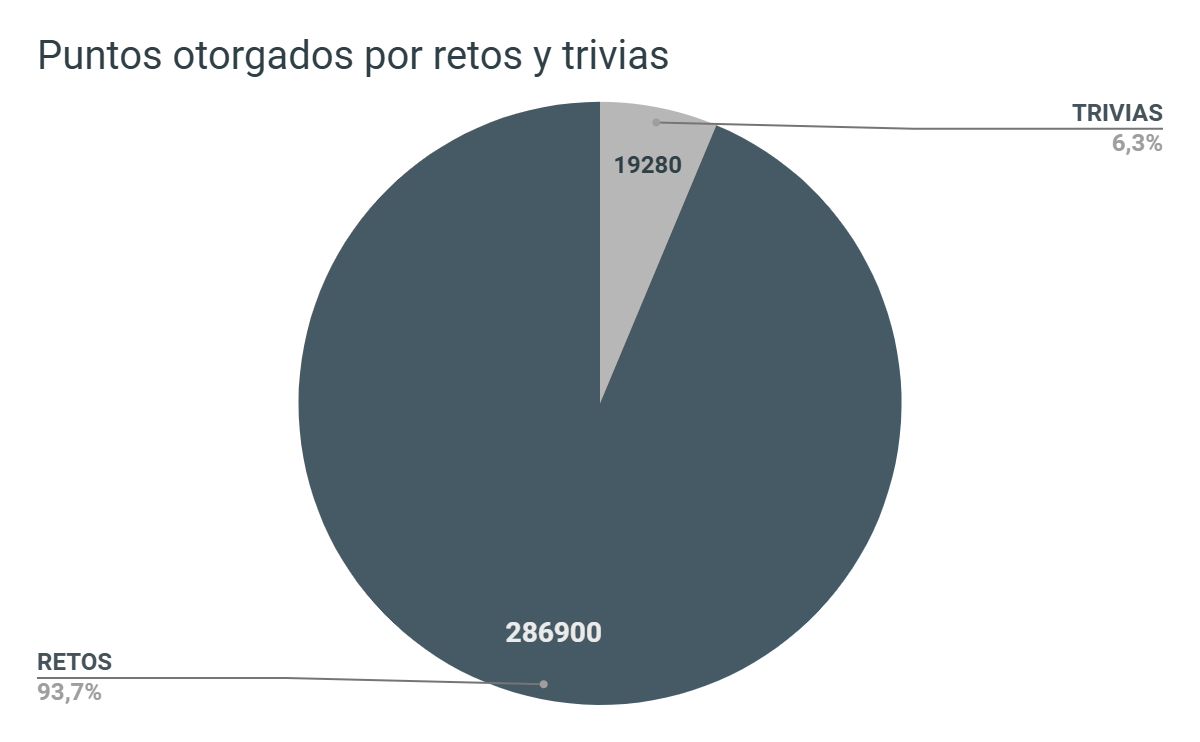 Puntos otorgados por retos y trivias
TRIVIAS
6,3%
19280
286900
RETOS
93,7%